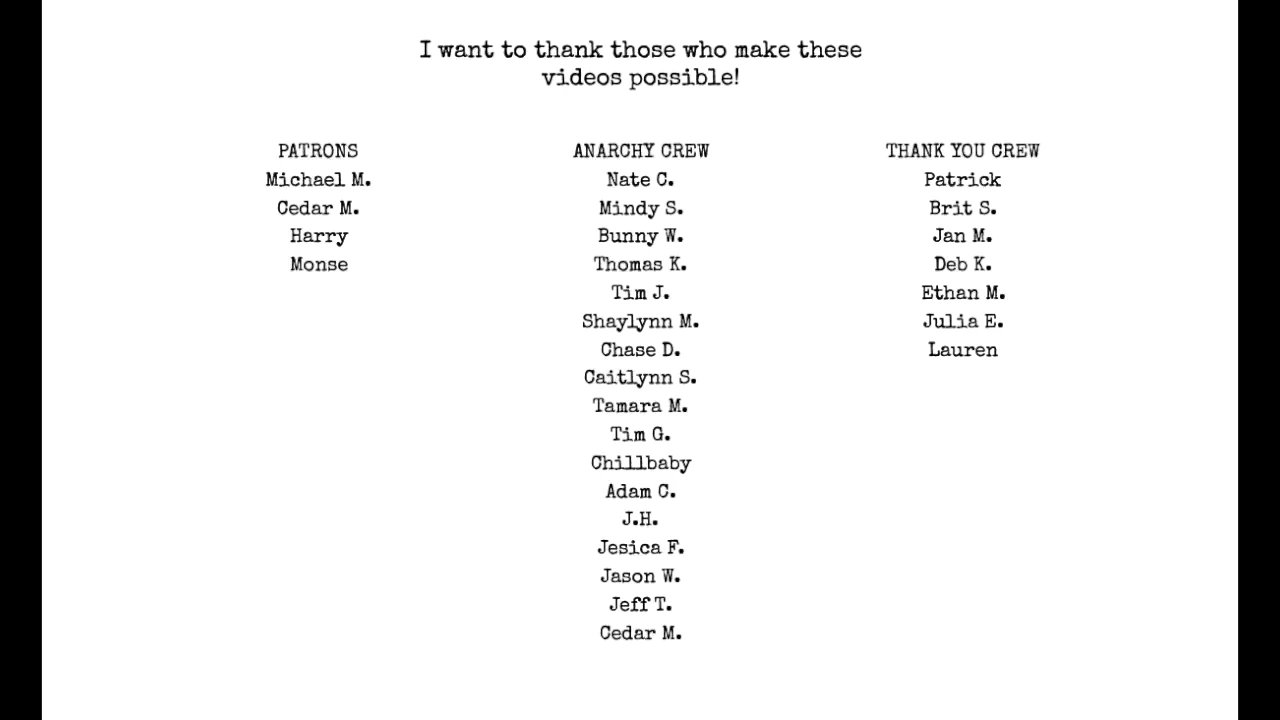 I want to thank those who make these
videos possible!
PATRONS
Michael M.
Cedar M.
Harry
Monse
ANARCHY CREW
Nate C.
Mindy S.
Bunny W.
Thomas K.
Tim J.
Shaylynn M.
Chase D.
Caitlynn S.
Tamara M.
Tim G.
Chillbaby
Adam C.
J.H.
Jesica F.
Jason W.
Jeff T.
Cedar M.
THANK YOU CREW
Patrick
Brit S.
Jan M.
Deb K.
Ethan M.
Julia E.
Lauren